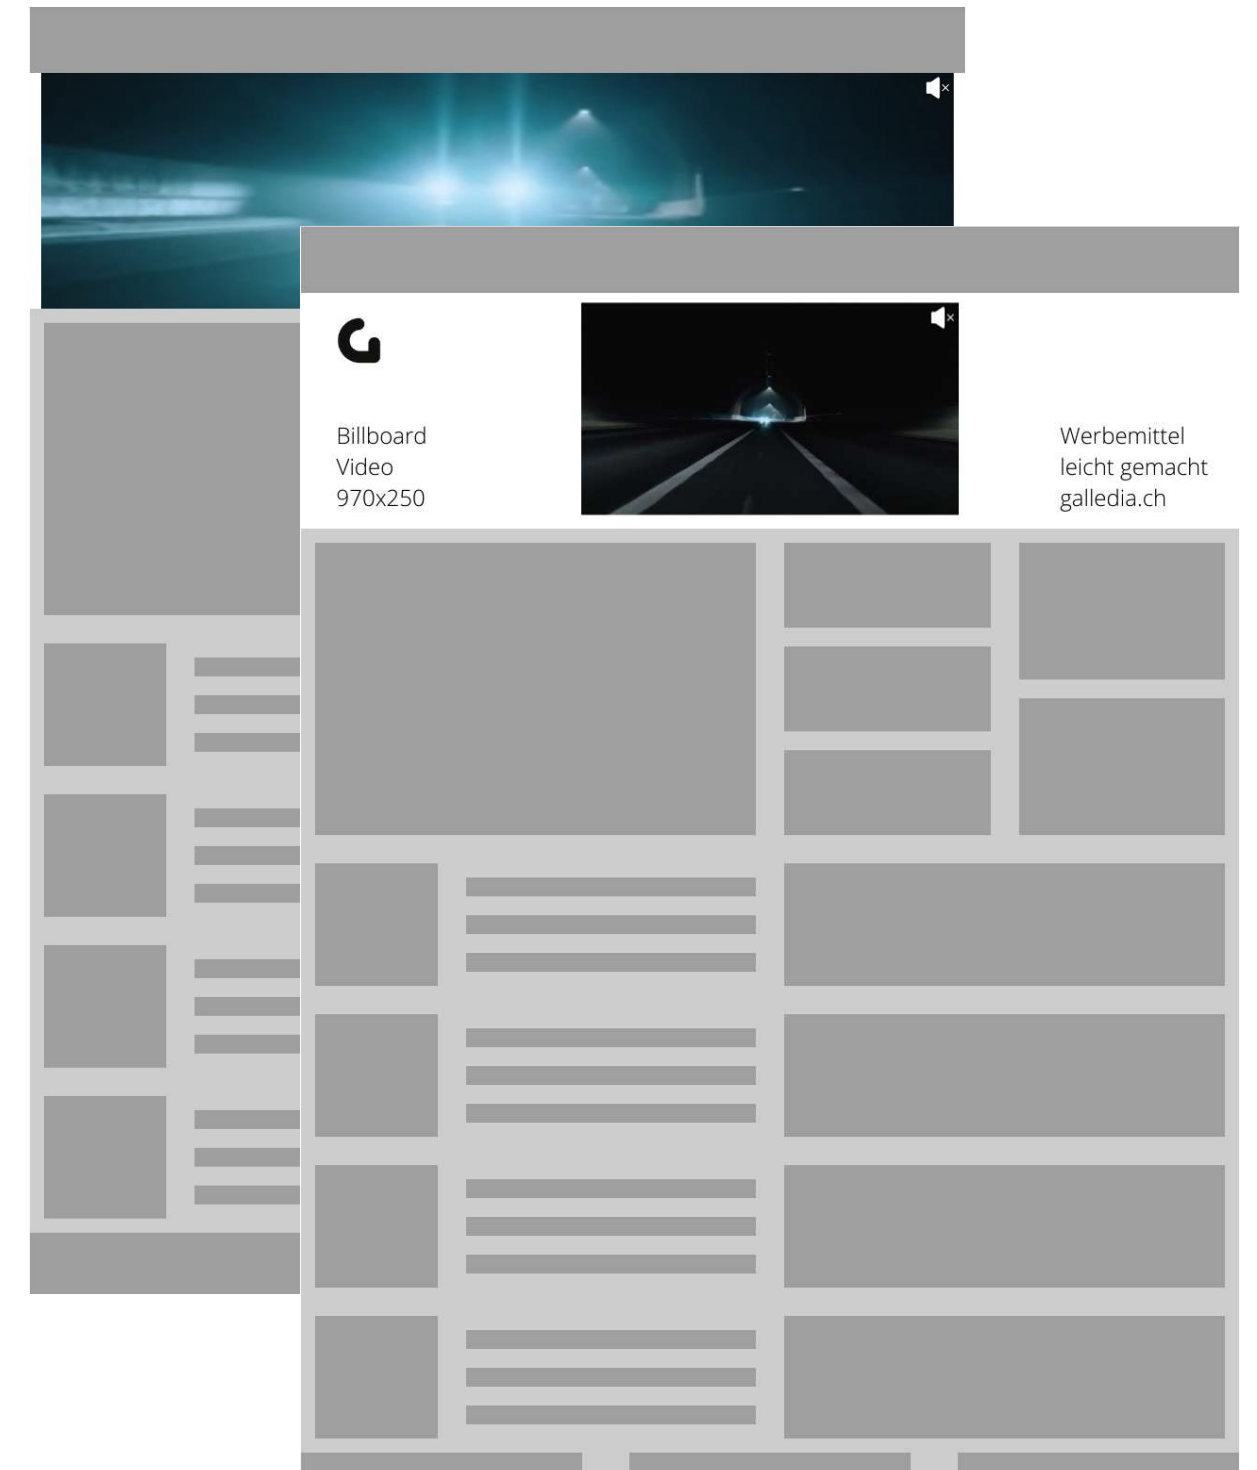 Billboard
Video
970x250
Werbemittel
leicht gemacht
galledia.ch